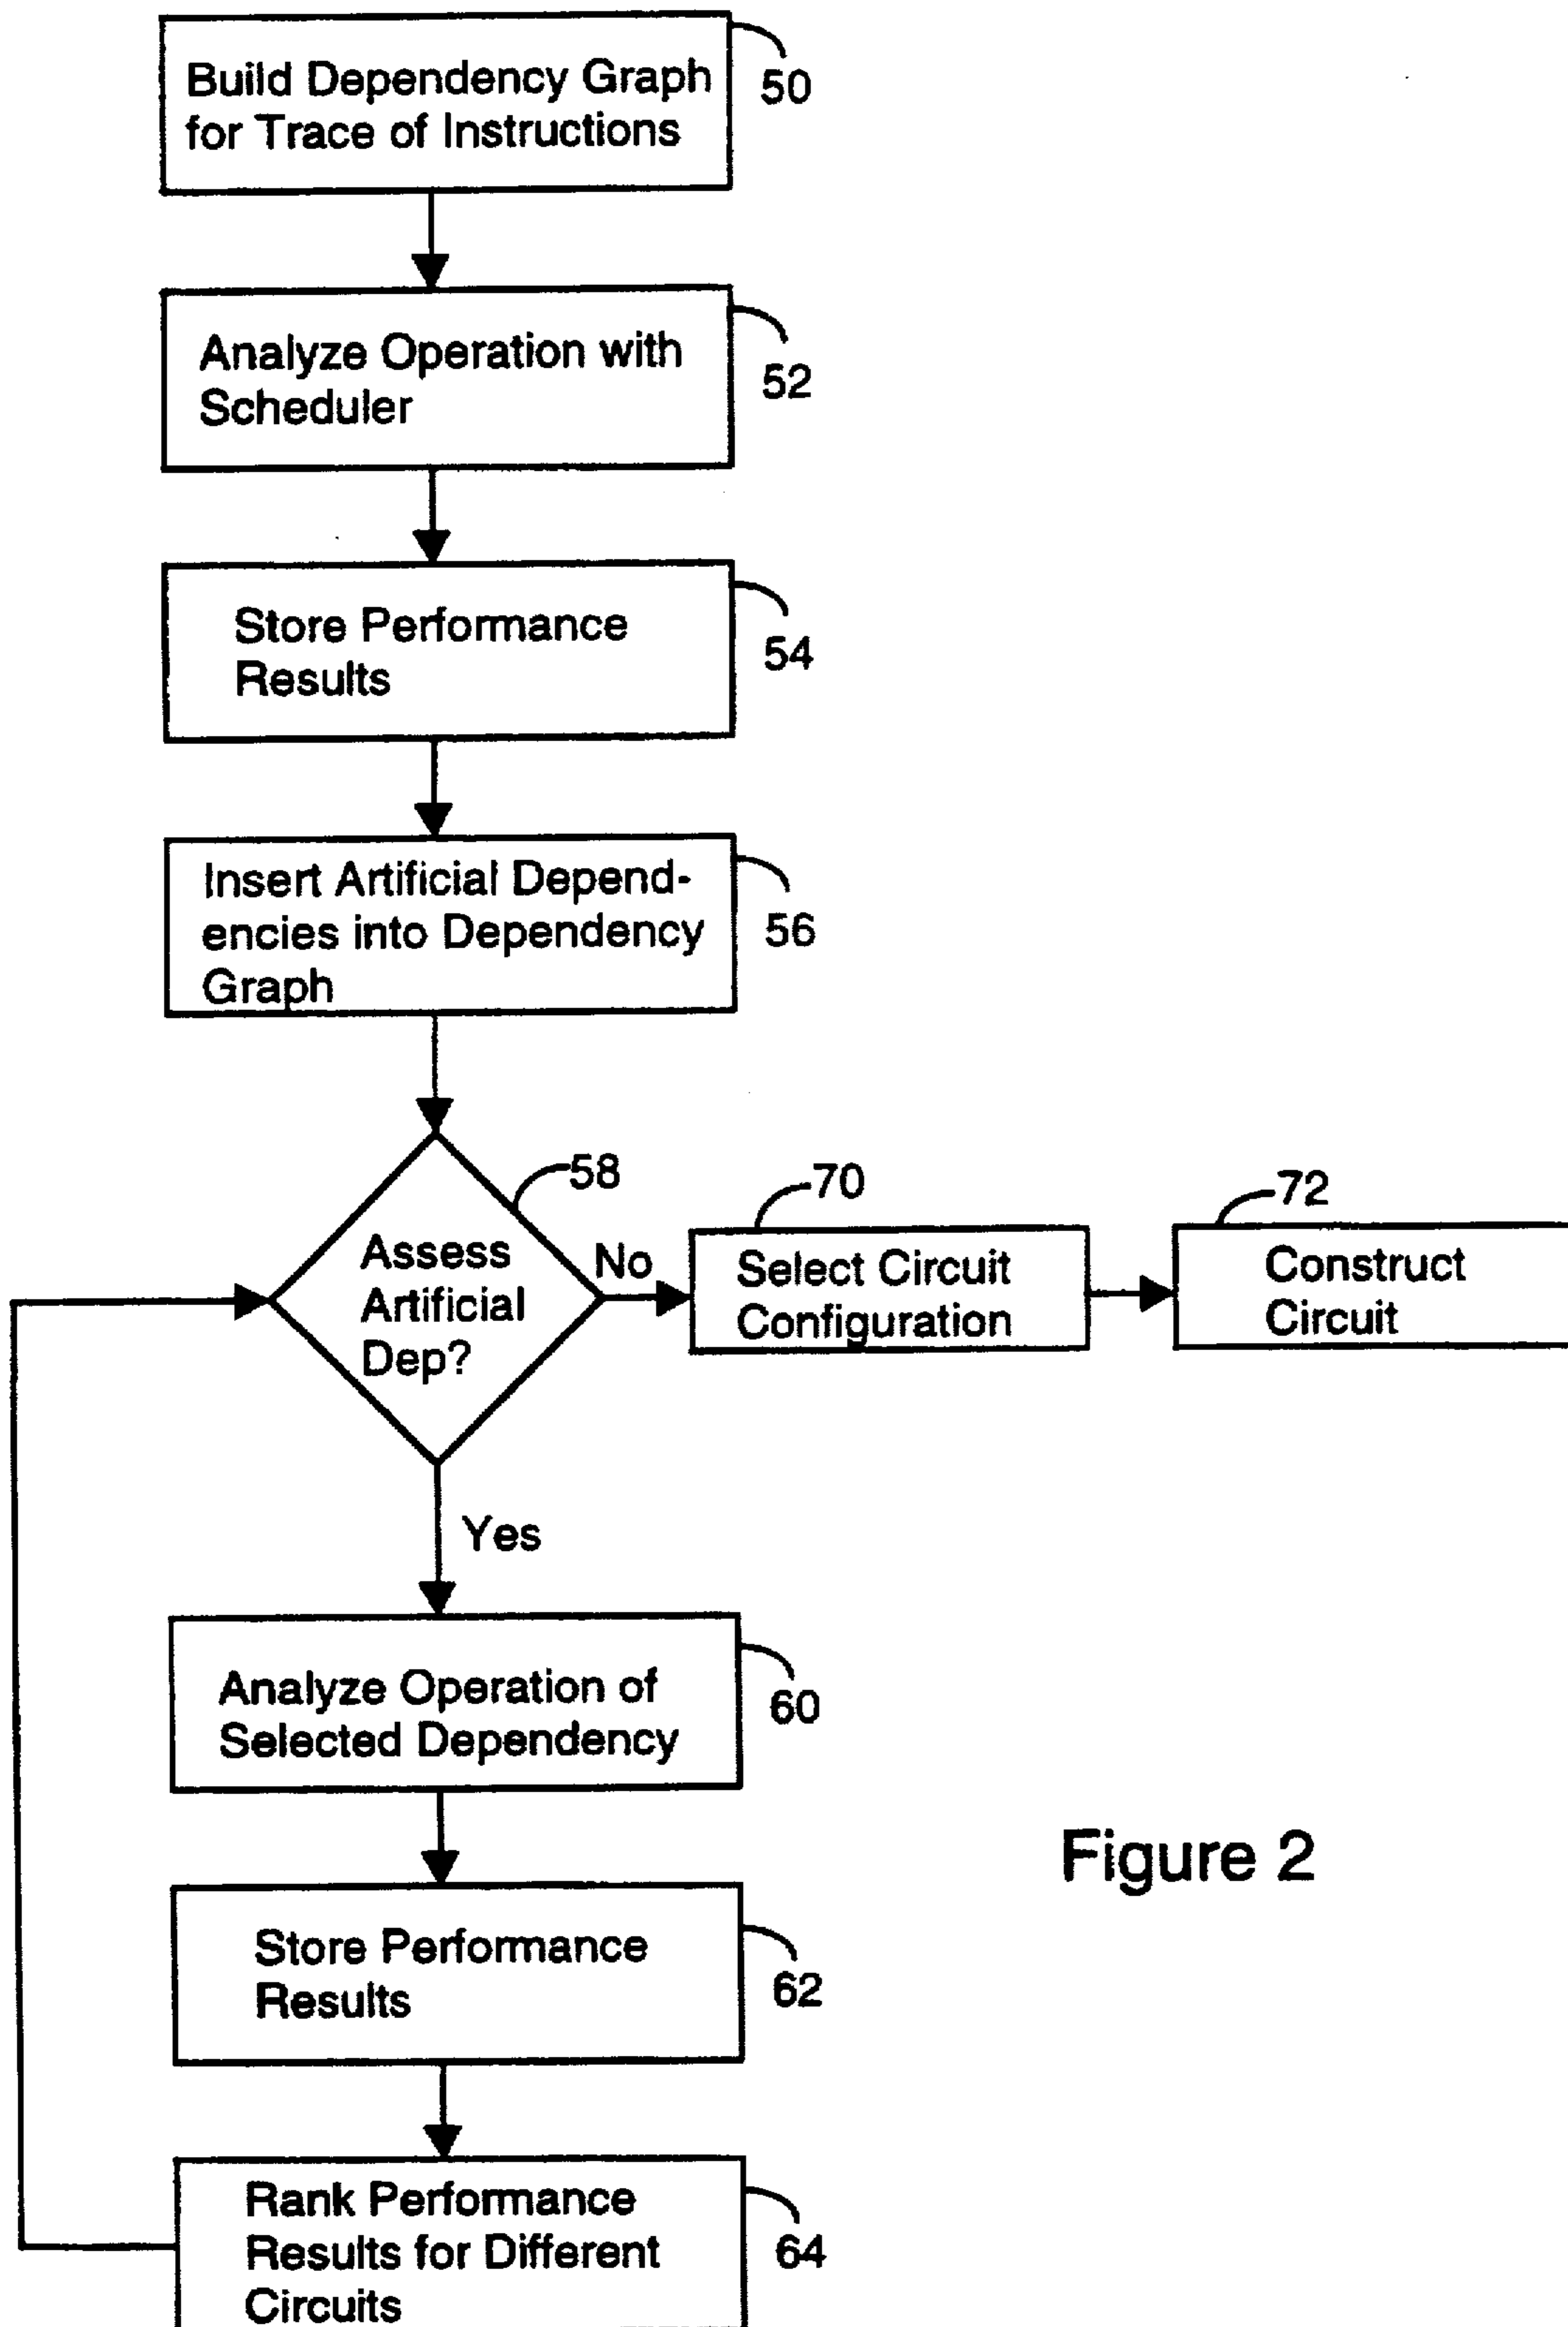 Build Dependency Graph
for Trace of Instructions
50
Analyze Operation with
Scheduler
52
Store Performance
Results
54
Insert Artificial Depend-
encies into Dependency
Graph
56
58
Assess
Artificial
Dep?
No
70
Select Circuit
Configuration
72
Construct
Circuit
Yes
Analyze Operation of
Selected Dependency
60
Store Performance
Results
62
Rank Performance
Results for Different
Circuits
64
Figure 2